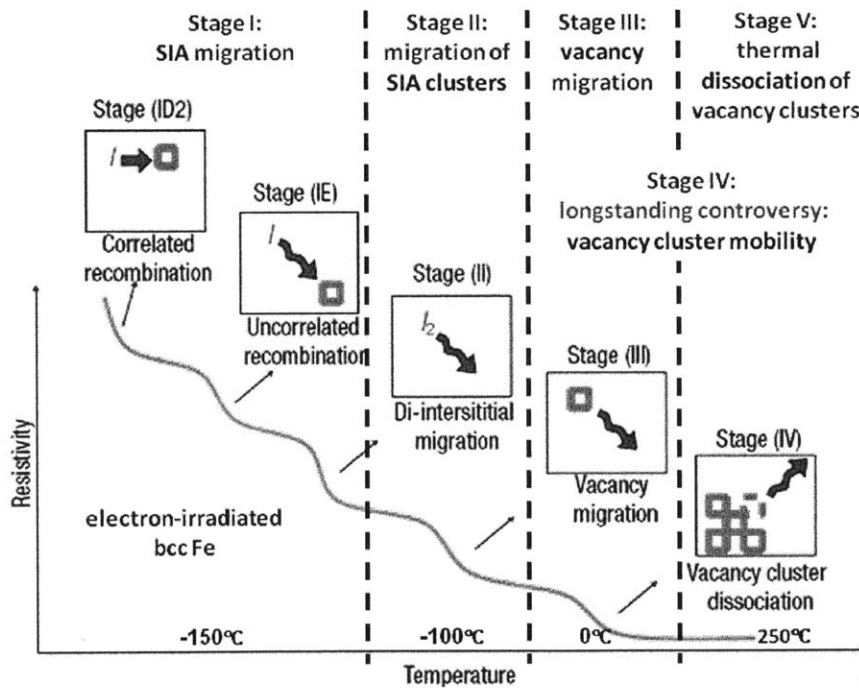 Stage I:
SIA migration
Stage II:
migration of
SIA clusters
Stage III:
vacancy
migration
Stage V:
thermal
dissociation of
vacancy clusters
Stage IV:
longstanding controversy:
vacancy cluster mobility
Stage (ID2)
I
Correlated
recombination
Stage (IE)
I
Uncorrelated
recombination
Stage (II)
I2
Di-intersititial
migration
Stage (III)
Vacancy
migration
Stage (IV)
Vacancy cluster
dissociation
Resistivity
electron-irradiated
bcc Fe
-150℃
-100℃
0℃
250℃
Temperature